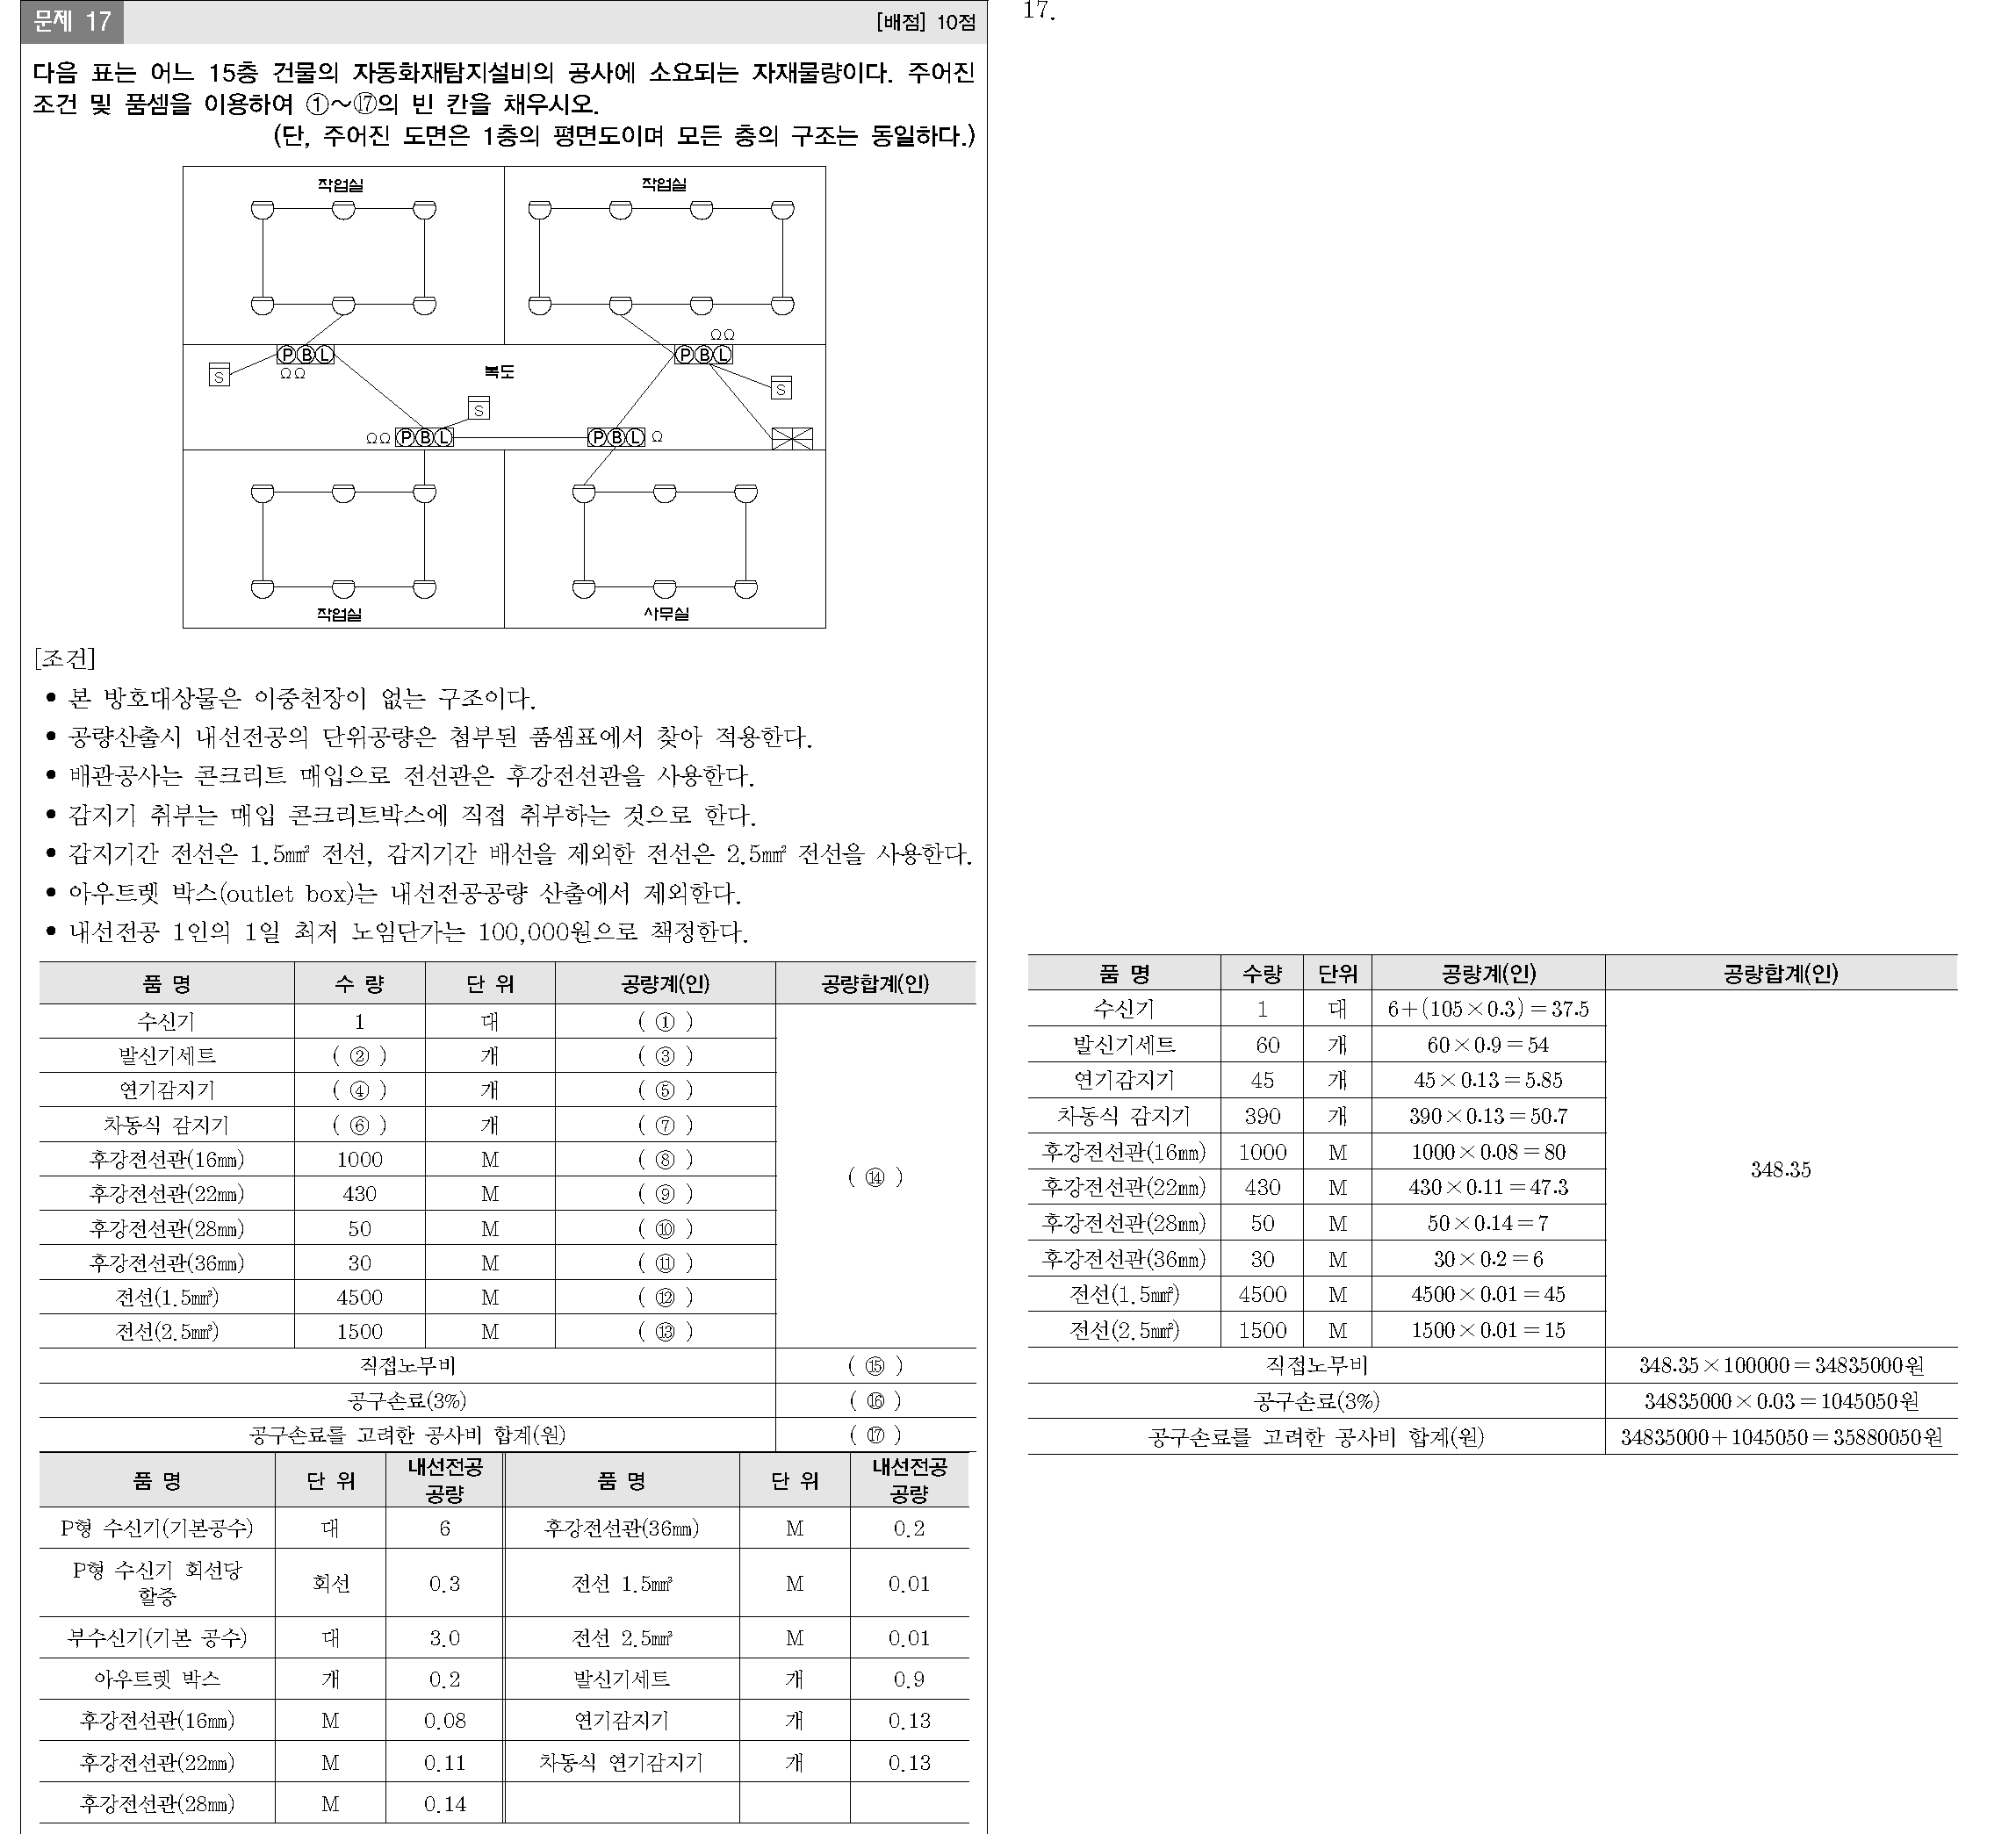 문제 17 [배점] 10점
다음 표는 어느 15층 건물의 자동화재탐지설비의 공사에 소요되는 자재물량이다. 주어진
조건 및 품셈을 이용하여 ①~⑰의 빈 칸을 채우시오.
(단, 주어진 도면은 1층의 평면도이며 모든 층의 구조는 동일하다.)
작업실 작업실
ΩΩ
P B L P B L
S ΩΩ 복도 S
S
ΩΩ P B L P B L Ω
작업실 사무실
[조건]
● 본 방호대상물은 이중천장이 없는 구조이다.
● 공량산출시 내선전공의 단위공량은 첨부된 품셈표에서 찾아 적용한다.
● 배관공사는 콘크리트 매입으로 전선관은 후강전선관을 사용한다.
● 감지기 취부는 매입 콘크리트박스에 직접 취부하는 것으로 한다.
● 감지기간 전선은 1.5㎟ 전선, 감지기간 배선을 제외한 전선은 2.5㎟ 전선을 사용한다.
● 아우트렛 박스(outlet box)는 내선전공공량 산출에서 제외한다.
● 내선전공 1인의 1일 최저 노임단가는 100,000원으로 책정한다.
품 명 수 량 단 위 공량계(인) 공량합계(인)
수신기 1 대 ( ① )
발신기세트 ( ② ) 개 ( ③ )
연기감지기 ( ④ ) 개 ( ⑤ )
차동식 감지기 ( ⑥ ) 개 ( ⑦ )
후강전선관(16㎜) 1000 M ( ⑧ )
( ⑭ )
후강전선관(22㎜) 430 M ( ⑨ )
후강전선관(28㎜) 50 M ( ⑩ )
후강전선관(36㎜) 30 M ( ⑪ )
전선(1.5㎟) 4500 M ( ⑫ )
전선(2.5㎟) 1500 M ( ⑬ )
직접노무비 ( ⑮ )
공구손료(3%) ( ⑯ )
공구손료를 고려한 공사비 합계(원) ( ⑰ )
품 명 단 위 내선전공 공량 품 명 단 위 내선전공 공량
P형 수신기(기본공수) 대 6 후강전선관(36㎜) M 0.2
P형 수신기 회선당 할증 회선 0.3 전선 1.5㎟ M 0.01
부수신기(기본 공수) 대 3.0 전선 2.5㎟ M 0.01
아우트렛 박스 개 0.2 발신기세트 개 0.9
후강전선관(16㎜) M 0.08 연기감지기 개 0.13
후강전선관(22㎜) M 0.11 차동식 연기감지기 개 0.13
후강전선관(28㎜) M 0.14
17.
품 명 수량 단위 공량계(인) 공량합계(인)
수신기 1 대 6+(105×0.3)=37.5
발신기세트 60 개 60×0.9=54
연기감지기 45 개 45×0.13=5.85
차동식 감지기 390 개 390×0.13=50.7
후강전선관(16㎜) 1000 M 1000×0.08=80
348.35
후강전선관(22㎜) 430 M 430×0.11=47.3
후강전선관(28㎜) 50 M 50×0.14=7
후강전선관(36㎜) 30 M 30×0.2=6
전선(1.5㎟) 4500 M 4500×0.01=45
전선(2.5㎟) 1500 M 1500×0.01=15
직접노무비 348.35×100000=34835000원
공구손료(3%) 34835000×0.03=1045050원
공구손료를 고려한 공사비 합계(원) 34835000+1045050=35880050원